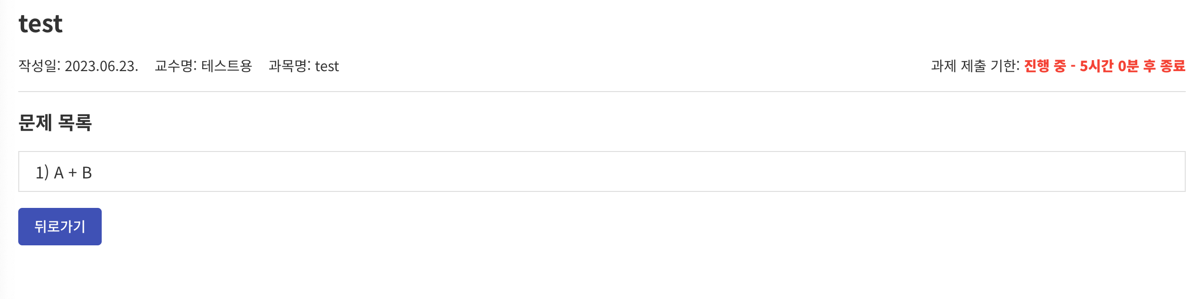 test
작성일: 2023.06.23. 교수명: 테스트용 과목명: test 과제 제출 기한: 진행 중 - 5시간 0분 후 종료
문제 목록
1) A + B
뒤로가기